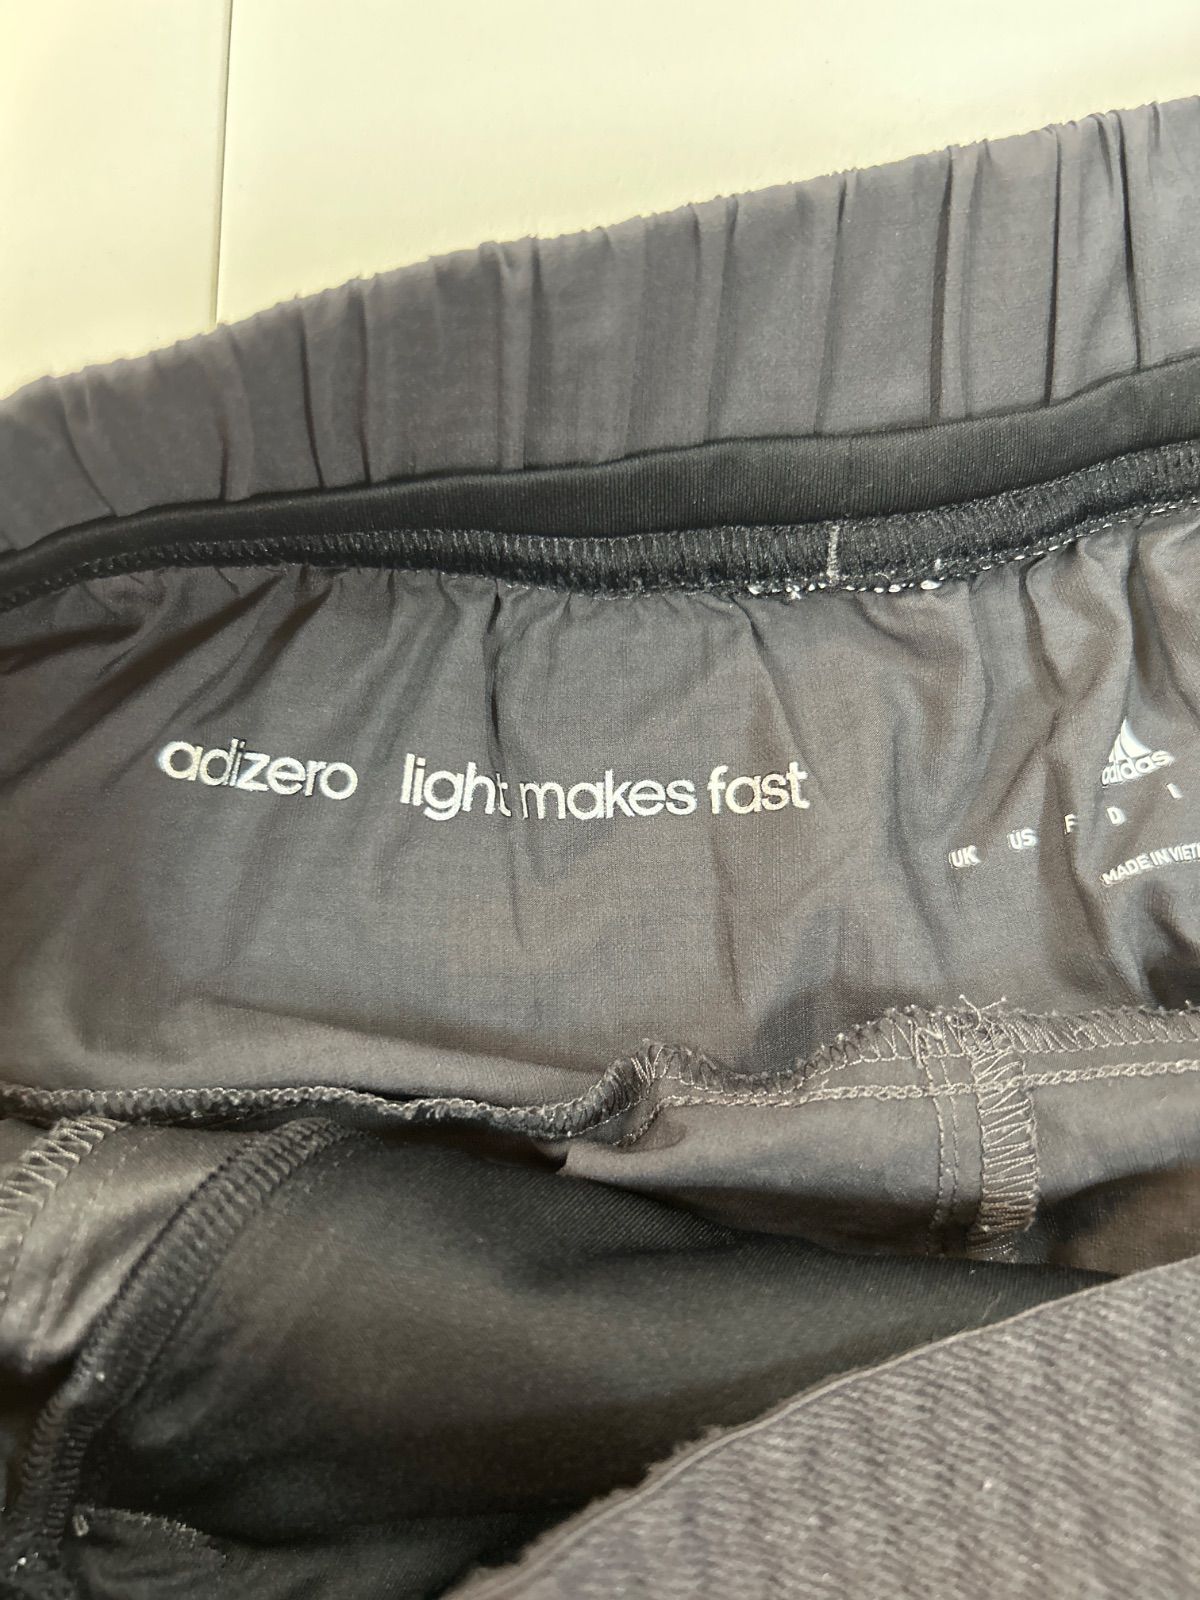 adizero light makes fast
adidas
UK US F D I
MADE IN VIET